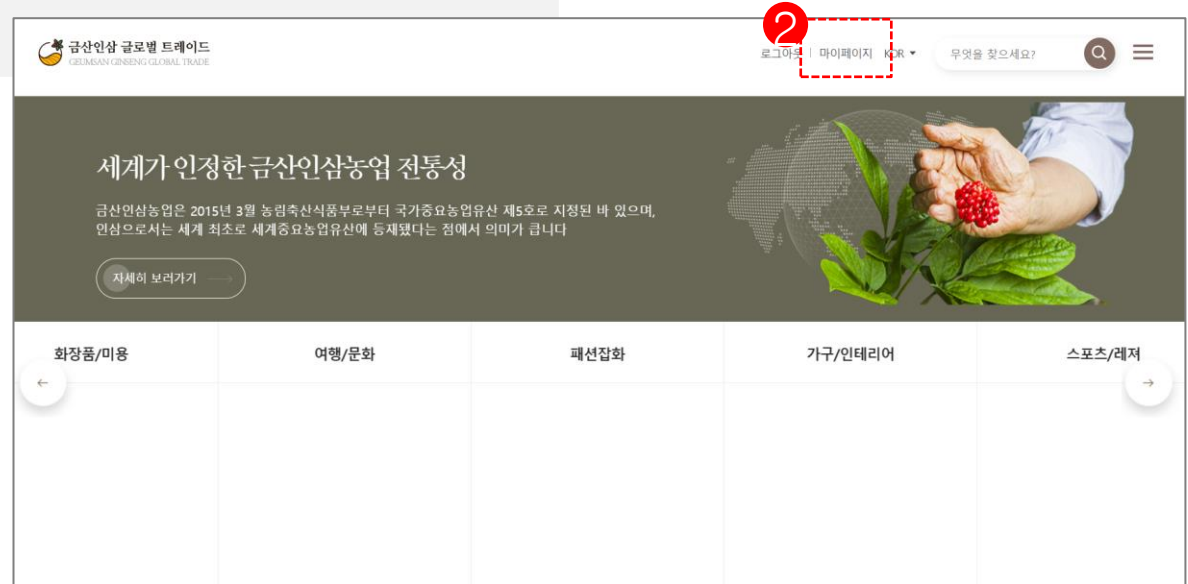 2
금산인삼 글로벌 트레이드
GEUMSAN GINSENG GLOBAL TRADE
로그아웃 | 마이페이지 KOR ▾
무엇을 찾으세요?
세계가 인정한 금산인삼농업 전통성
금산인삼농업은 2015년 3월 농림축산식품부로부터 국가중요농업유산 제5호로 지정된 바 있으며,
인삼으로서는 세계 최초로 세계중요농업유산에 등재됐다는 점에서 의미가 큽니다
자세히 보러가기 →
화장품/미용 여행/문화 패션잡화 가구/인테리어 스포츠/레져